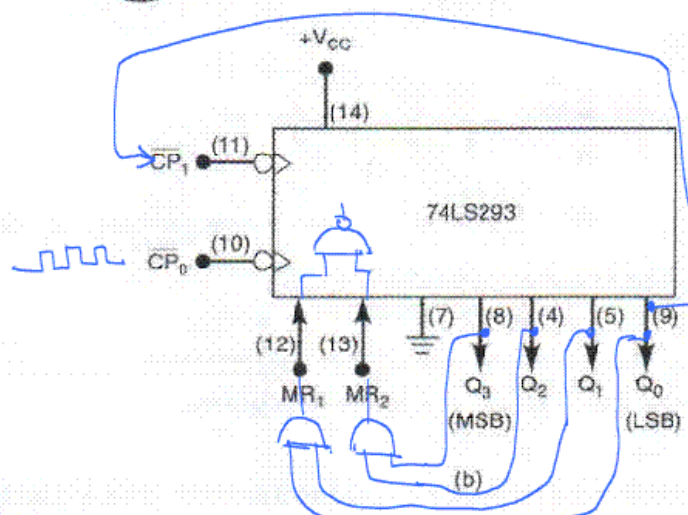 +VCC
(14)
(11)
CP1
74LS293
(10)
CP0
(12) (13) (7) (8) (4) (5) (9)
MR1 MR2 Q3 Q2 Q1 Q0
(MSB) (LSB)
(b)